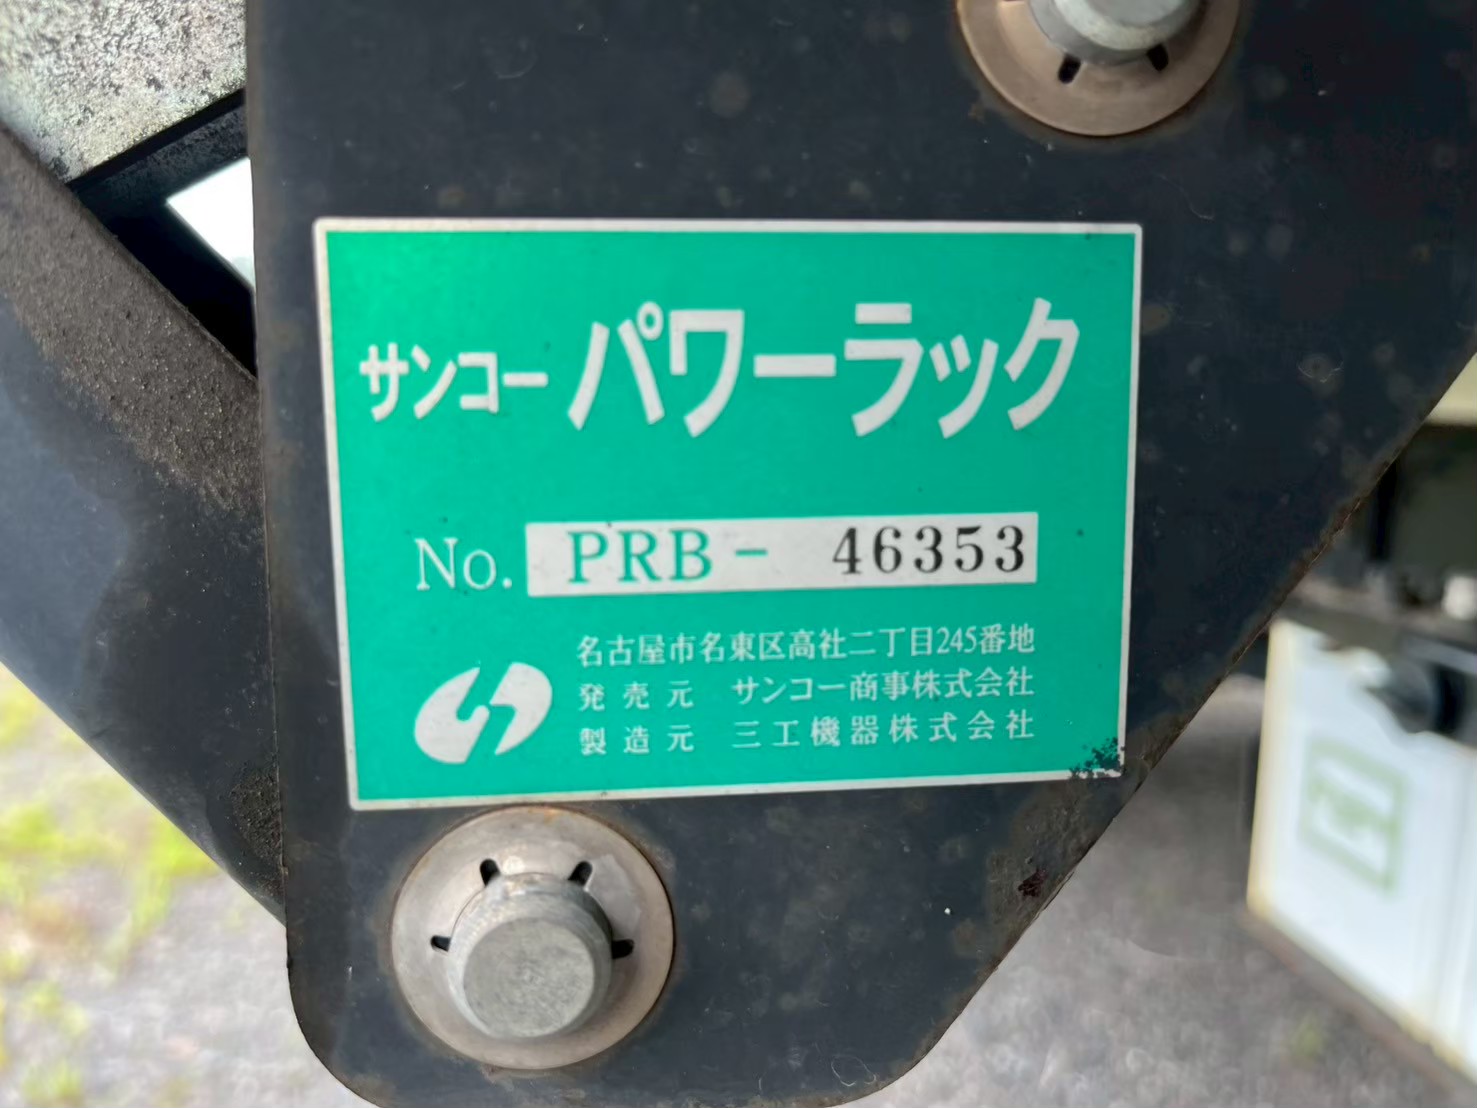 サンコーパワーラック
No. PRB- 46353
名古屋市名東区高社二丁目245番地
発売元 サンコー商事株式会社
製造元 三工機器株式会社